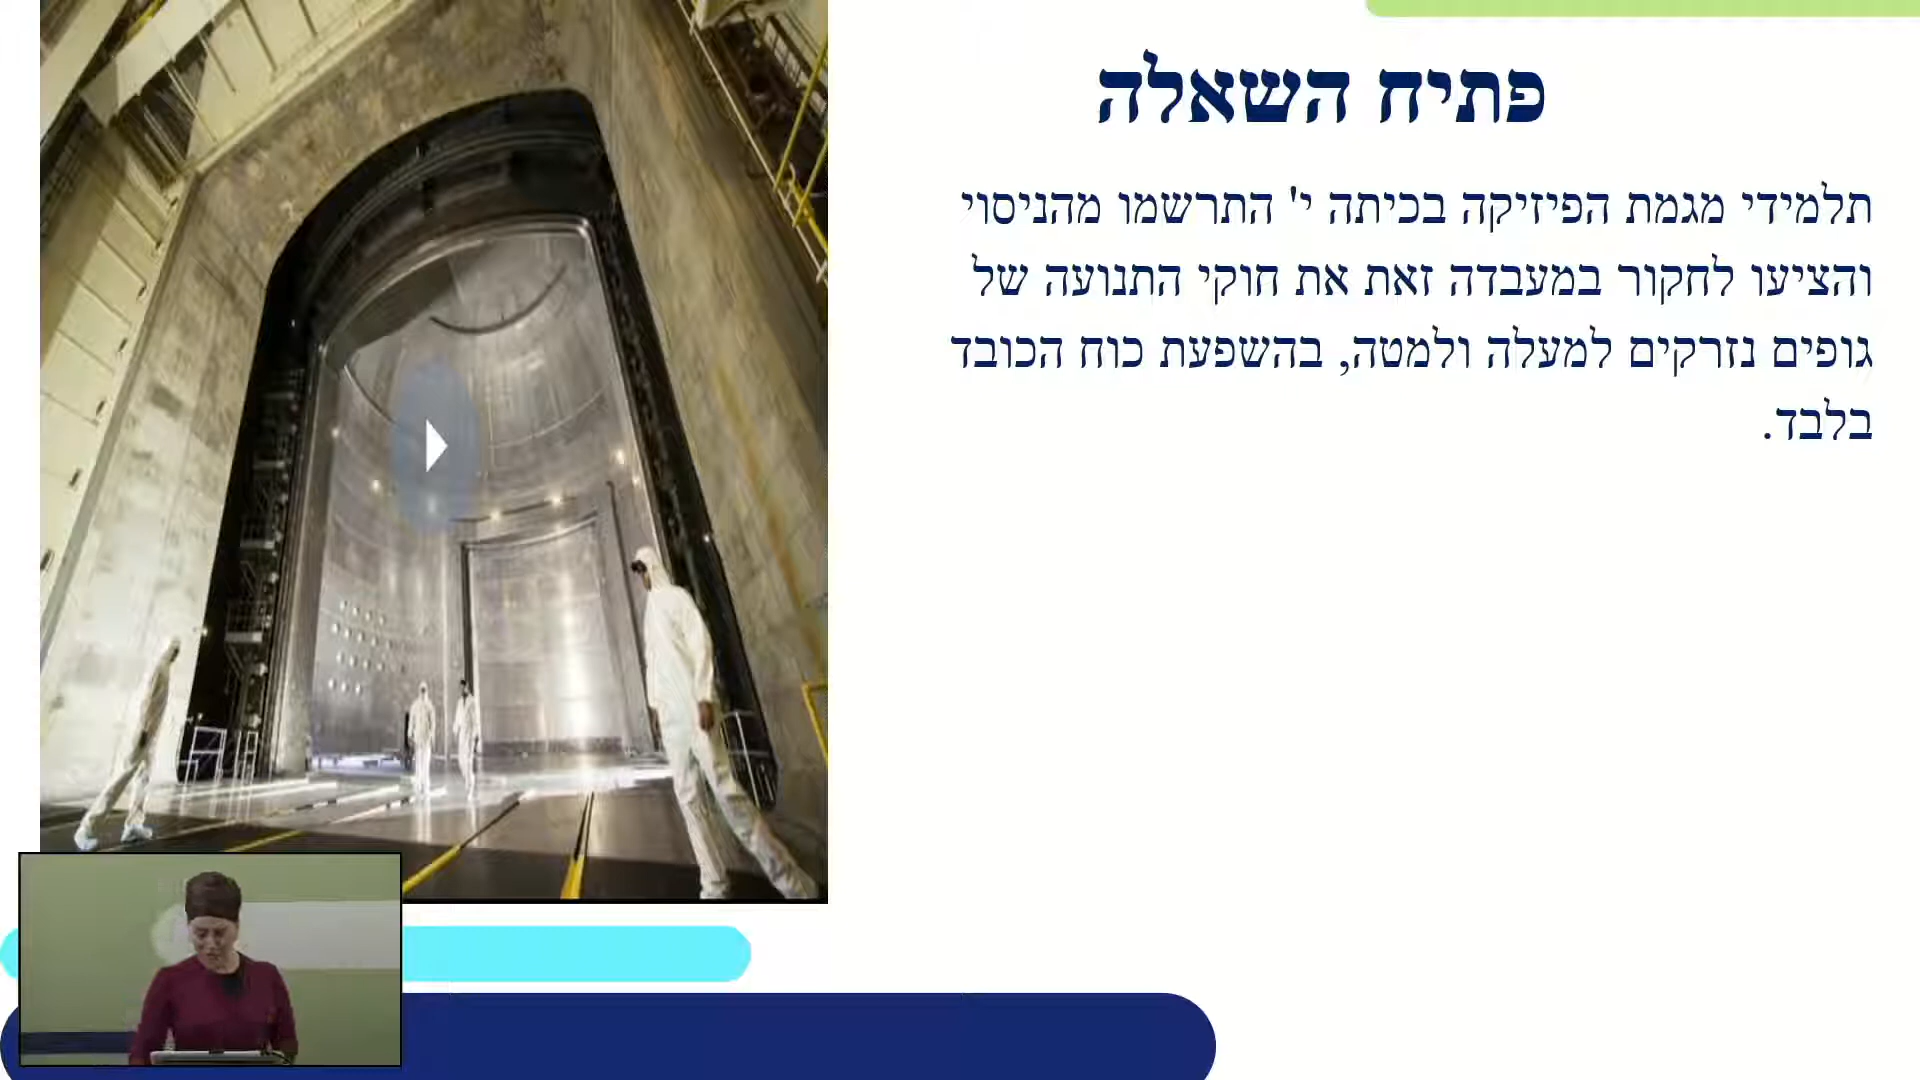 פתיח השאלה
תלמידי מגמת הפיזיקה בכיתה י' התרשמו מהניסוי
והציעו לחקור במעבדה זאת את חוקי התנועה של
גופים נזרקים למעלה ולמטה, בהשפעת כוח הכובד
בלבד.